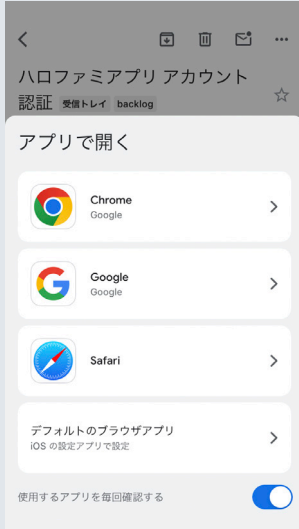 ハロファミアプリ アカウント
認証 受信トレイ backlog
アプリで開く
Chrome
Google
Google
Google
Safari
デフォルトのブラウザアプリ
iOS の設定アプリで設定
使用するアプリを毎回確認する